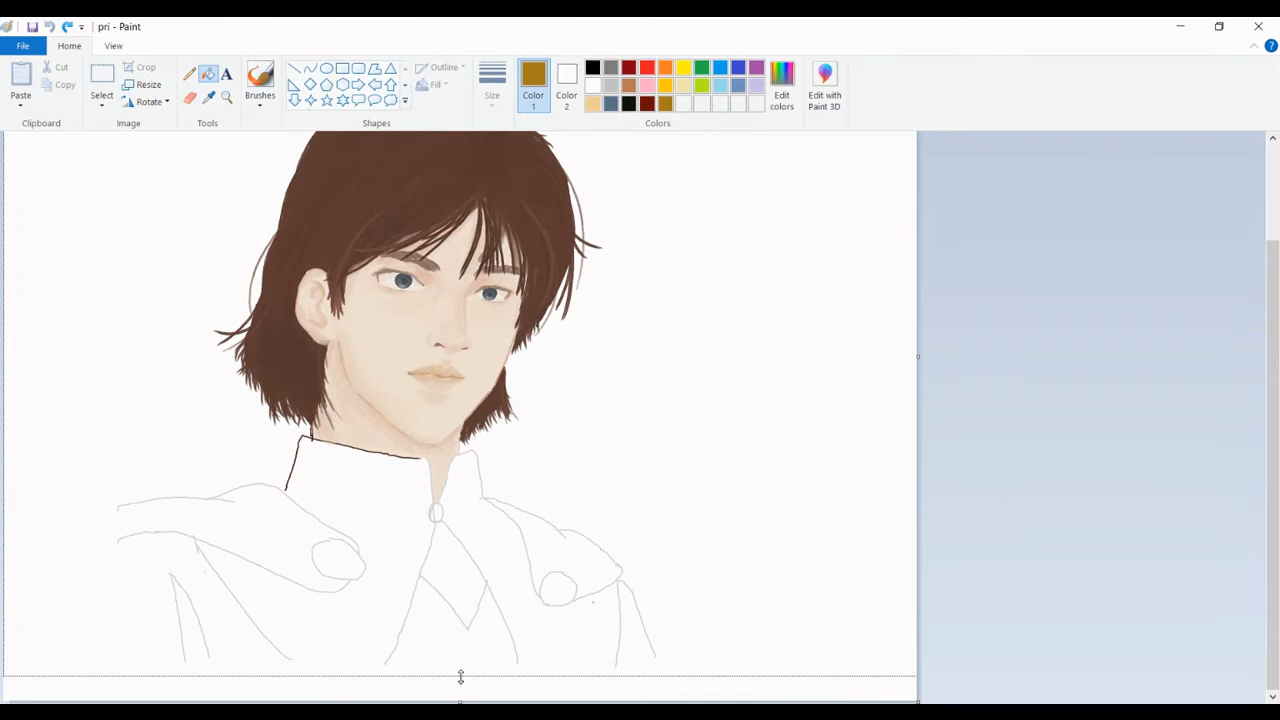 pri - Paint
File Home View
Paste
Cut
Copy
Clipboard
Select
Crop
Resize
Rotate
Image
A
Tools
Brushes
Outline
Fill
Shapes
Size
Color 1
Color 2
Edit colors
Edit with Paint 3D
Colors
?